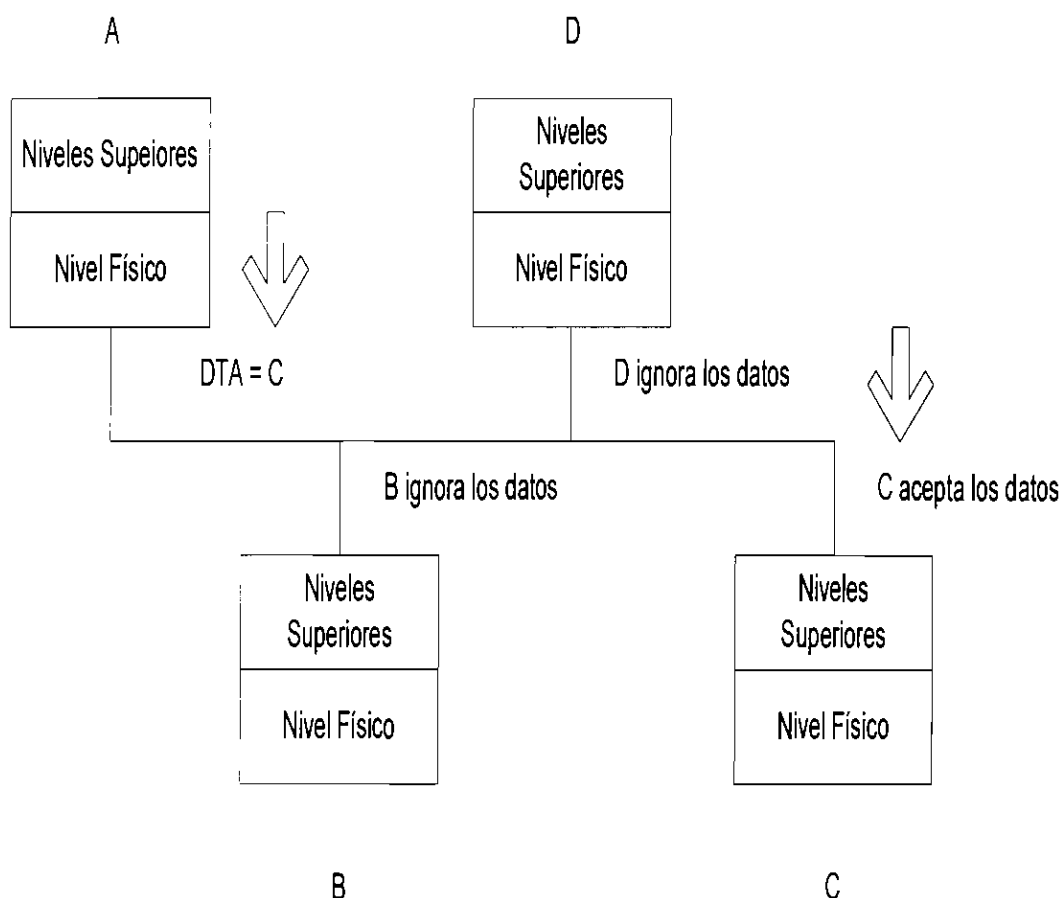 A
D
Niveles Supeiores
Nivel Físico
Niveles
Superiores
Nivel Físico
DTA = C
D ignora los datos
B ignora los datos
C acepta los datos
Niveles
Superiores
Nivel Físico
Niveles
Superiores
Nivel Físico
B
C